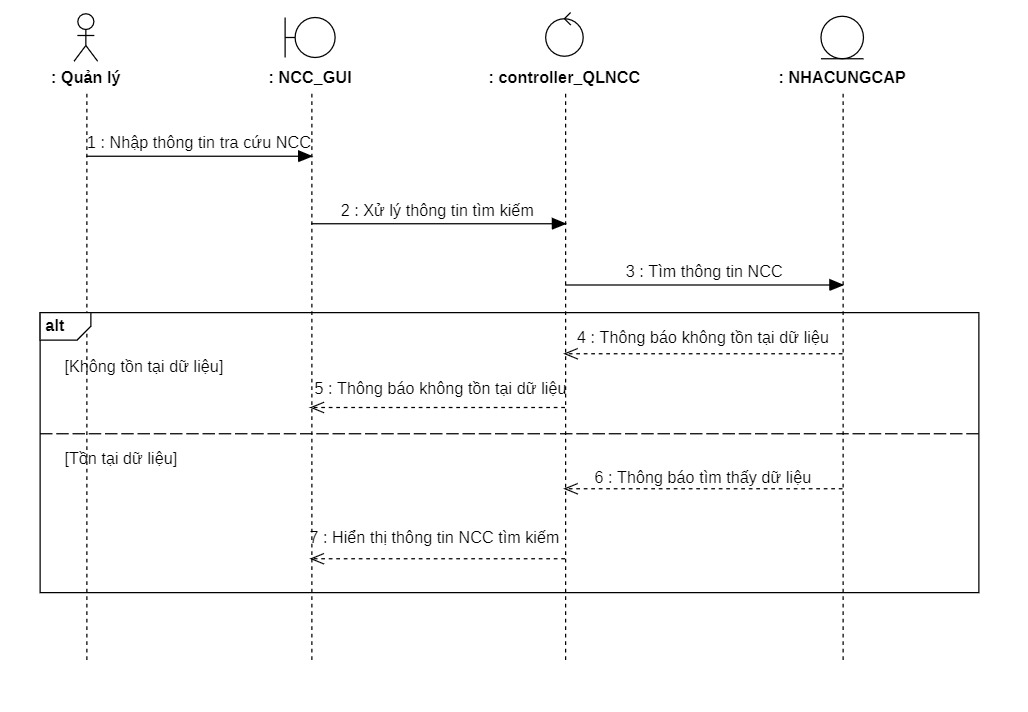 : Quản lý
: NCC_GUI
: controller_QLNCC
: NHACUNGCAP
1 : Nhập thông tin tra cứu NCC
2 : Xử lý thông tin tìm kiếm
3 : Tìm thông tin NCC
alt
4 : Thông báo không tồn tại dữ liệu
[Không tồn tại dữ liệu]
5 : Thông báo không tồn tại dữ liệu
[Tồn tại dữ liệu]
6 : Thông báo tìm thấy dữ liệu
7 : Hiển thị thông tin NCC tìm kiếm